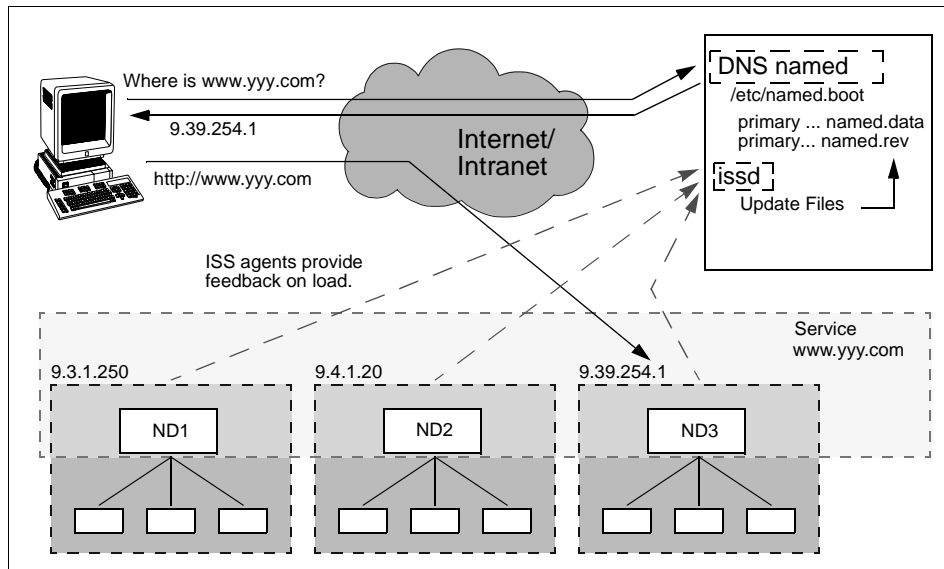 Where is www.yyy.com?
9.39.254.1
http://www.yyy.com
Internet/
Intranet
DNS named
/etc/named.boot
primary ... named.data
primary... named.rev
issd
Update Files
ISS agents provide
feedback on load.
Service
www.yyy.com
9.3.1.250
9.4.1.20
9.39.254.1
ND1
ND2
ND3